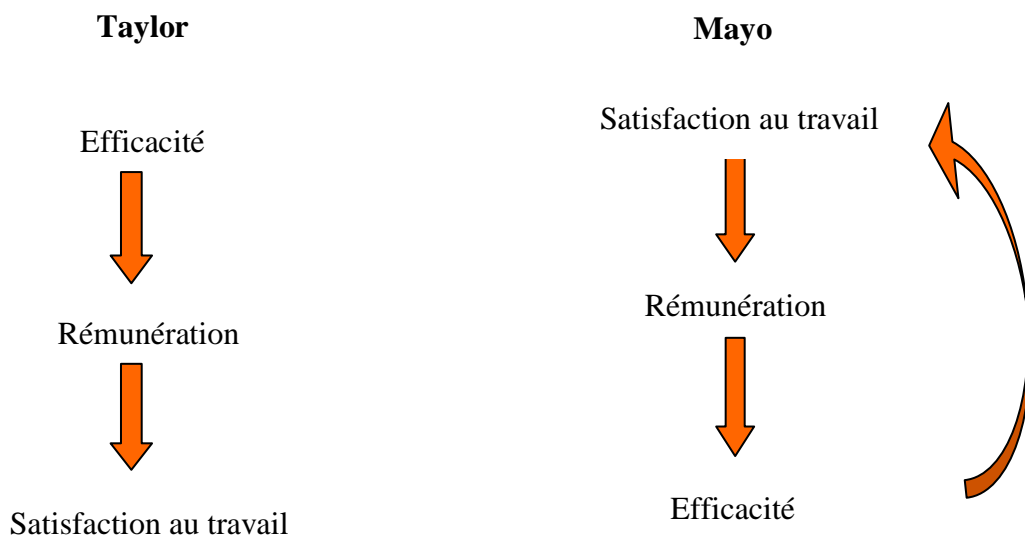 Taylor
Efficacité
Rémunération
Satisfaction au travail
Mayo
Satisfaction au travail
Rémunération
Efficacité